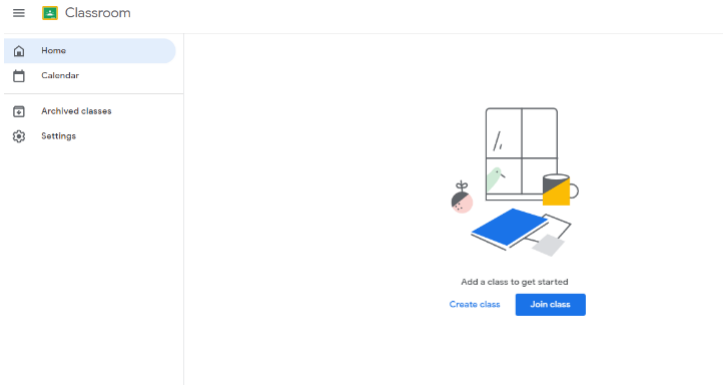 Classroom
Home
Calendar
Archived classes
Settings
Add a class to get started
Create class Join class